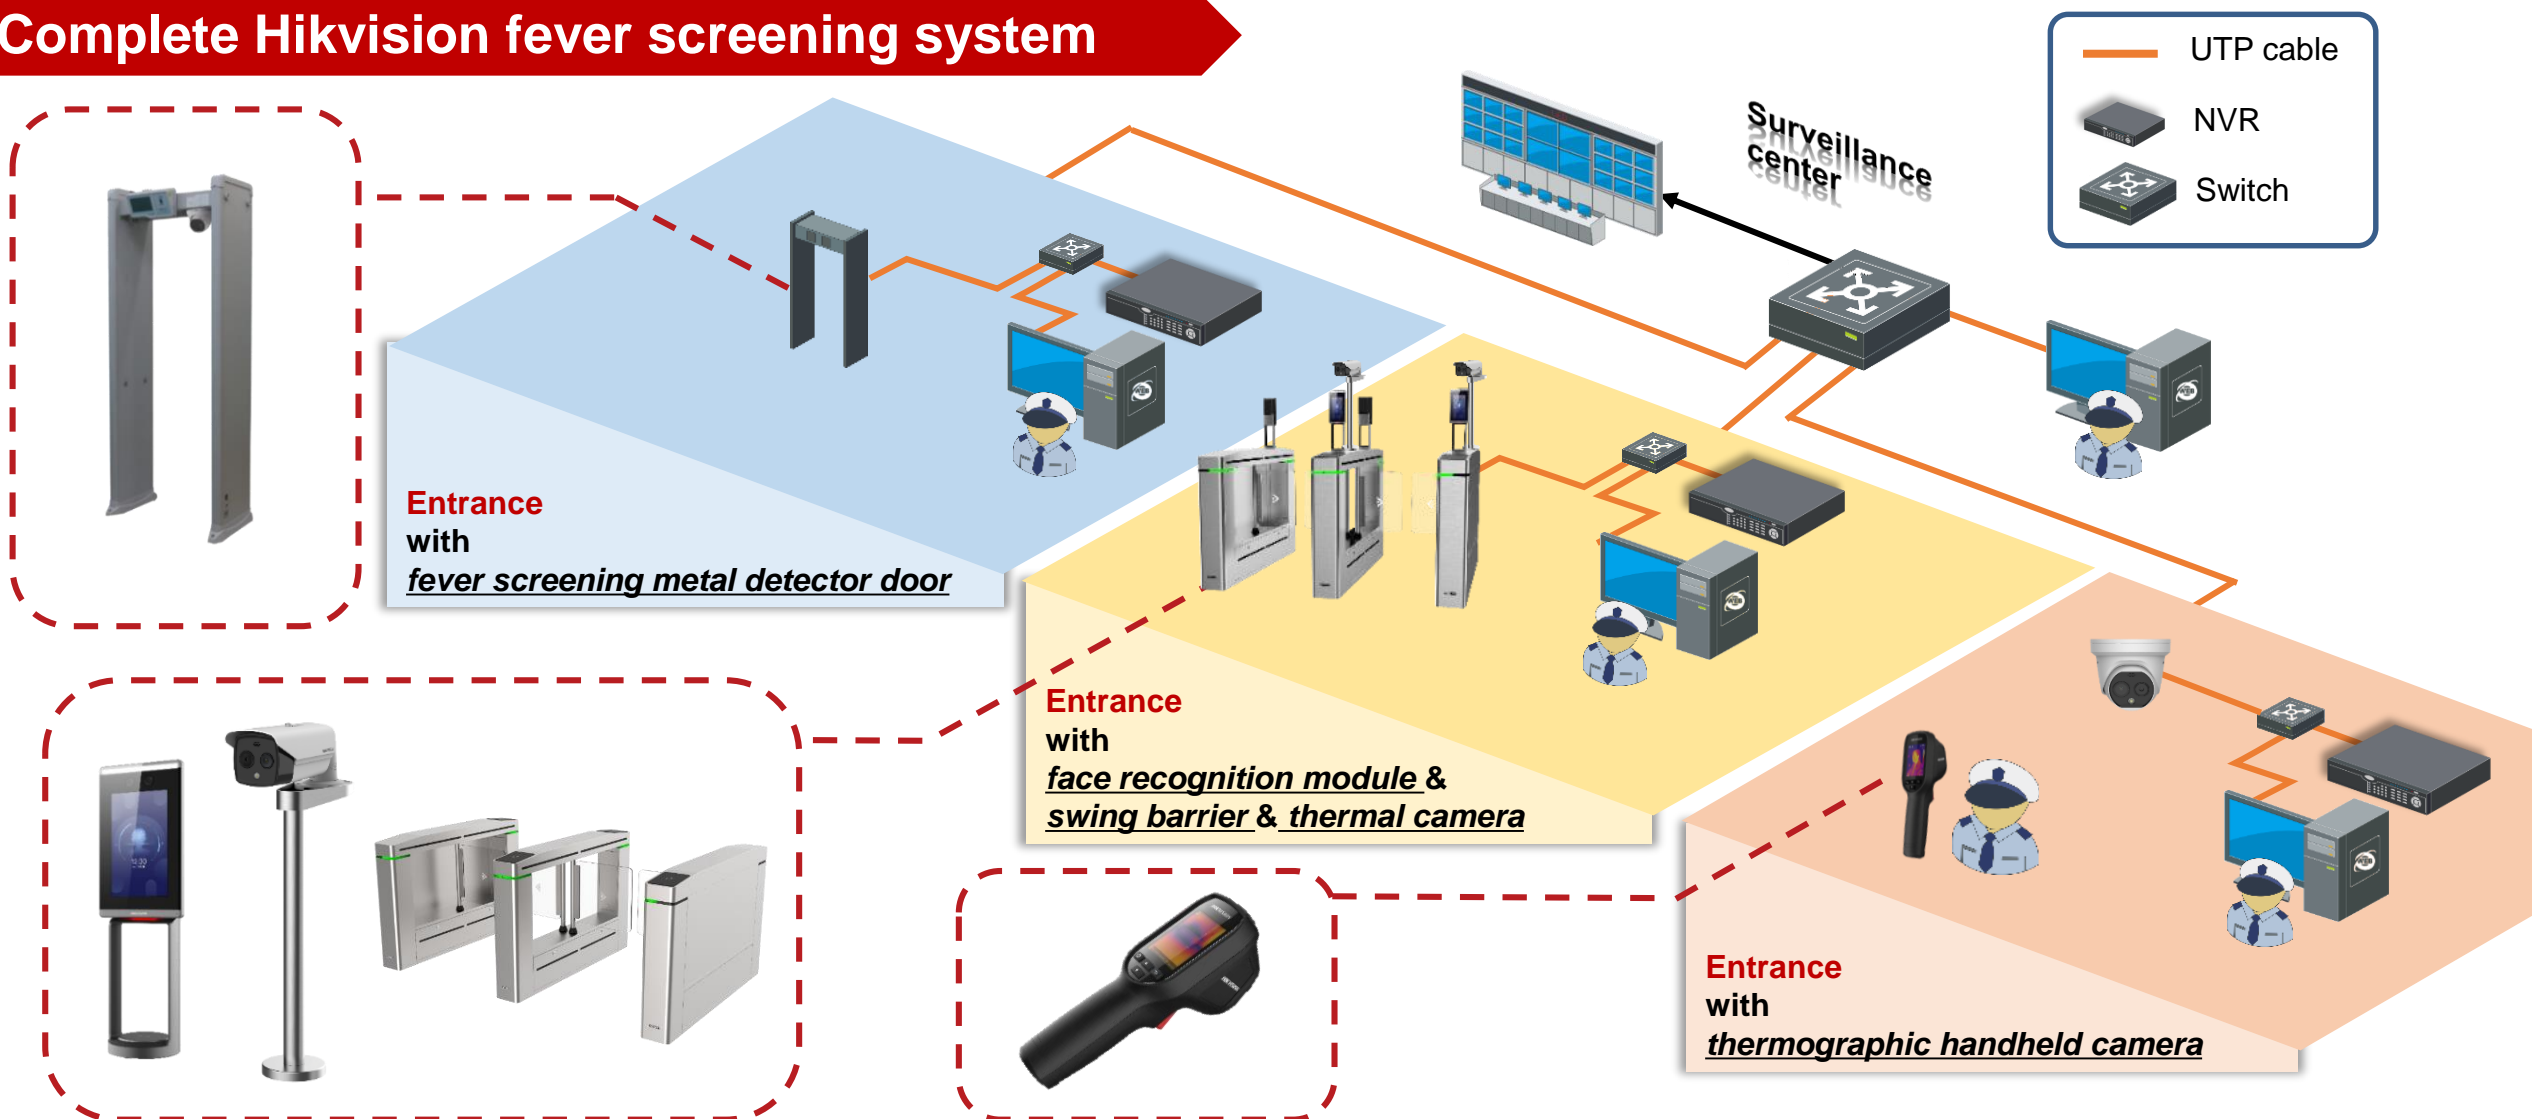 Complete Hikvision fever screening system
UTP cable
NVR
Switch
Surveillance
center
Entrance
with
fever screening metal detector door
Entrance
with
face recognition module &
swing barrier & thermal camera
Entrance
with
thermographic handheld camera